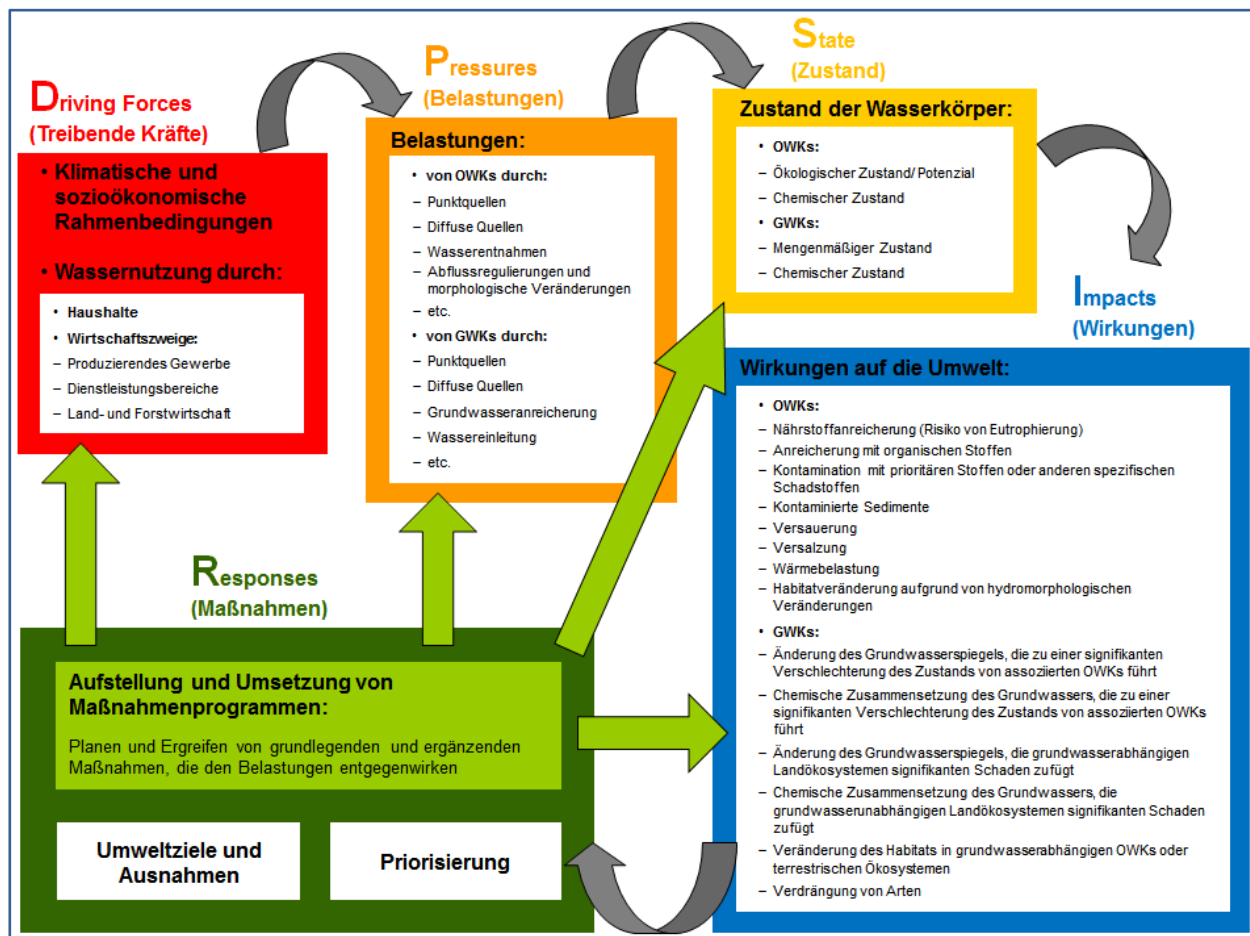 Driving Forces
(Treibende Kräfte)
• Klimatische und
sozioökonomische
Rahmenbedingungen
• Wassernutzung durch:
• Haushalte
• Wirtschaftszweige:
– Produzierendes Gewerbe
– Dienstleistungsbereiche
– Land- und Forstwirtschaft
Pressures
(Belastungen)
Belastungen:
• von OWKs durch:
– Punktquellen
– Diffuse Quellen
– Wasserentnahmen
– Abflussregulierungen und
morphologische Veränderungen
– etc.
• von GWKs durch:
– Punktquellen
– Diffuse Quellen
– Grundwasseranreicherung
– Wassereinleitung
– etc.
State
(Zustand)
Zustand der Wasserkörper:
• OWKs:
– Ökologischer Zustand/ Potenzial
– Chemischer Zustand
• GWKs:
– Mengenmäßiger Zustand
– Chemischer Zustand
Impacts
(Wirkungen)
Wirkungen auf die Umwelt:
• OWKs:
– Nährstoffanreicherung (Risiko von Eutrophierung)
– Anreicherung mit organischen Stoffen
– Kontamination mit prioritären Stoffen oder anderen spezifischen
Schadstoffen
– Kontaminierte Sedimente
– Versauerung
– Versalzung
– Wärmebelastung
– Habitatveränderung aufgrund von hydromorphologischen
Veränderungen
• GWKs:
– Änderung des Grundwasserspiegels, die zu einer signifikanten
Verschlechterung des Zustands von assoziierten OWKs führt
– Chemische Zusammensetzung des Grundwassers, die zu einer
signifikanten Verschlechterung des Zustands von assoziierten OWKs
führt
– Änderung des Grundwasserspiegels, die grundwasserabhängigen
Landökosystemen signifikanten Schaden zufügt
– Chemische Zusammensetzung des Grundwassers, die
grundwasserunabhängigen Landökosystemen signifikanten Schaden
zufügt
– Veränderung des Habitats in grundwasserabhängigen OWKs oder
terrestrischen Ökosystemen
– Verdrängung von Arten
Responses
(Maßnahmen)
Aufstellung und Umsetzung von
Maßnahmenprogrammen:
Planen und Ergreifen von grundlegenden und ergänzenden
Maßnahmen, die den Belastungen entgegenwirken
Umweltziele und
Ausnahmen
Priorisierung